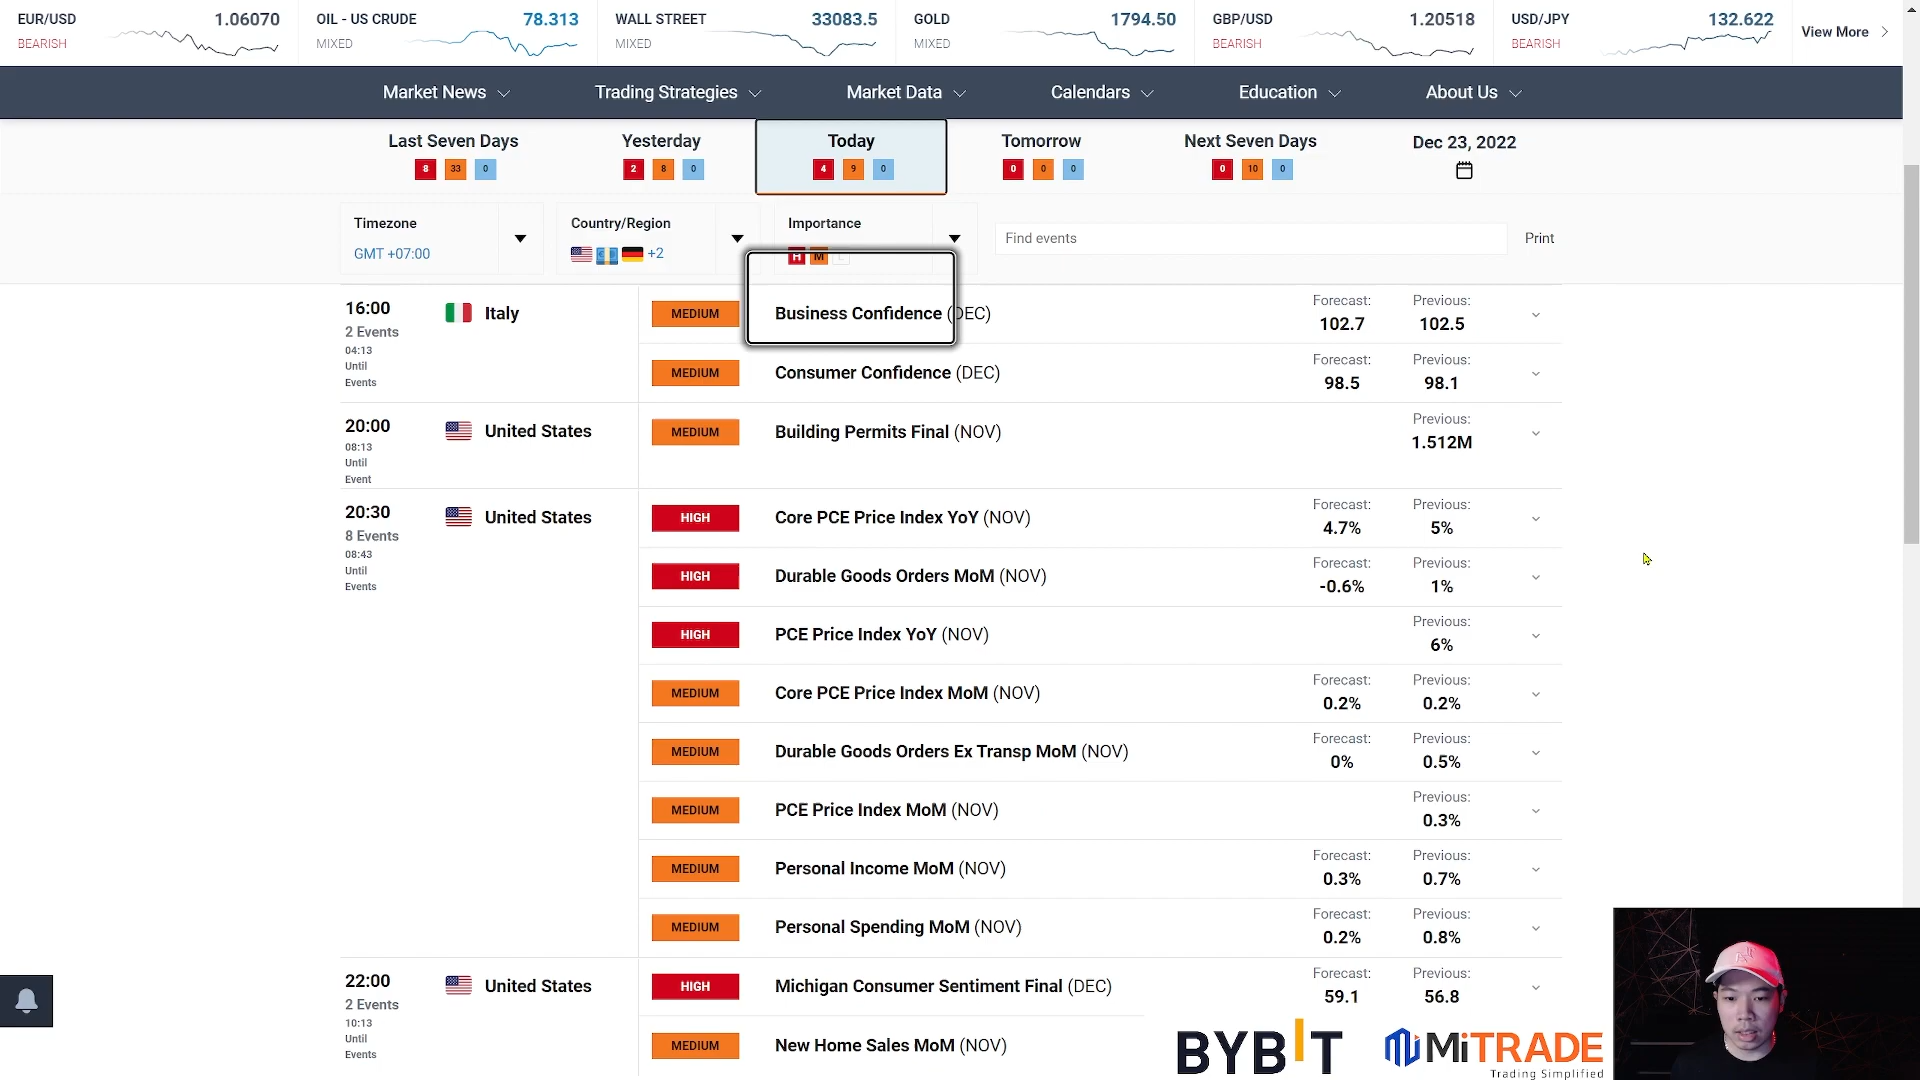 EUR/USD 1.06070
BEARISH
OIL - US CRUDE 78.313
MIXED
WALL STREET 33083.5
MIXED
GOLD 1794.50
MIXED
GBP/USD 1.20518
BEARISH
USD/JPY 132.622
BEARISH
View More
Market News
Trading Strategies
Market Data
Calendars
Education
About Us
Last Seven Days
8 33 0
Yesterday
2 8 0
Today
4 9 0
Tomorrow
0 0 0
Next Seven Days
0 10 0
Dec 23, 2022
Timezone
GMT +07:00
Country/Region
+2
Importance
H M L
Find events
Print
16:00
2 Events
04:13
Until
Events
Italy
MEDIUM Business Confidence (DEC)
Forecast: 102.7
Previous: 102.5
MEDIUM Consumer Confidence (DEC)
Forecast: 98.5
Previous: 98.1
20:00
08:13
Until
Event
United States
MEDIUM Building Permits Final (NOV)
Previous: 1.512M
20:30
8 Events
08:43
Until
Events
United States
HIGH Core PCE Price Index YoY (NOV)
Forecast: 4.7%
Previous: 5%
HIGH Durable Goods Orders MoM (NOV)
Forecast: -0.6%
Previous: 1%
HIGH PCE Price Index YoY (NOV)
Previous: 6%
MEDIUM Core PCE Price Index MoM (NOV)
Forecast: 0.2%
Previous: 0.2%
MEDIUM Durable Goods Orders Ex Transp MoM (NOV)
Forecast: 0%
Previous: 0.5%
MEDIUM PCE Price Index MoM (NOV)
Previous: 0.3%
MEDIUM Personal Income MoM (NOV)
Forecast: 0.3%
Previous: 0.7%
MEDIUM Personal Spending MoM (NOV)
Forecast: 0.2%
Previous: 0.8%
22:00
2 Events
10:13
Until
Events
United States
HIGH Michigan Consumer Sentiment Final (DEC)
Forecast: 59.1
Previous: 56.8
MEDIUM New Home Sales MoM (NOV)
BYBIT
MiTRADE
Trading Simplified